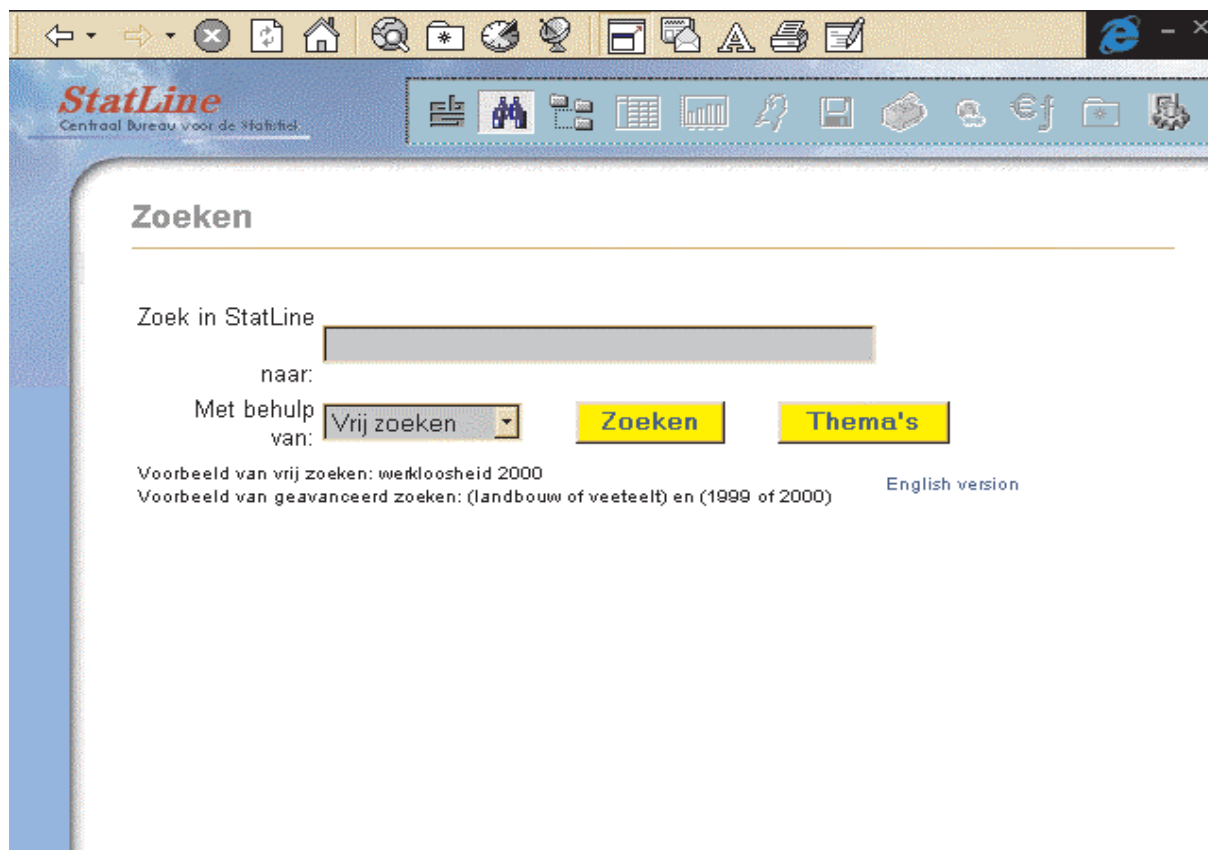 StatLine
Centraal Bureau voor de Statistiek
Zoeken
Zoek in StatLine
naar:
Met behulp
van:
Vrij zoeken
Zoeken
Thema's
Voorbeeld van vrij zoeken: werkloosheid 2000
Voorbeeld van geavanceerd zoeken: (landbouw of veeteelt) en (1999 of 2000)
English version